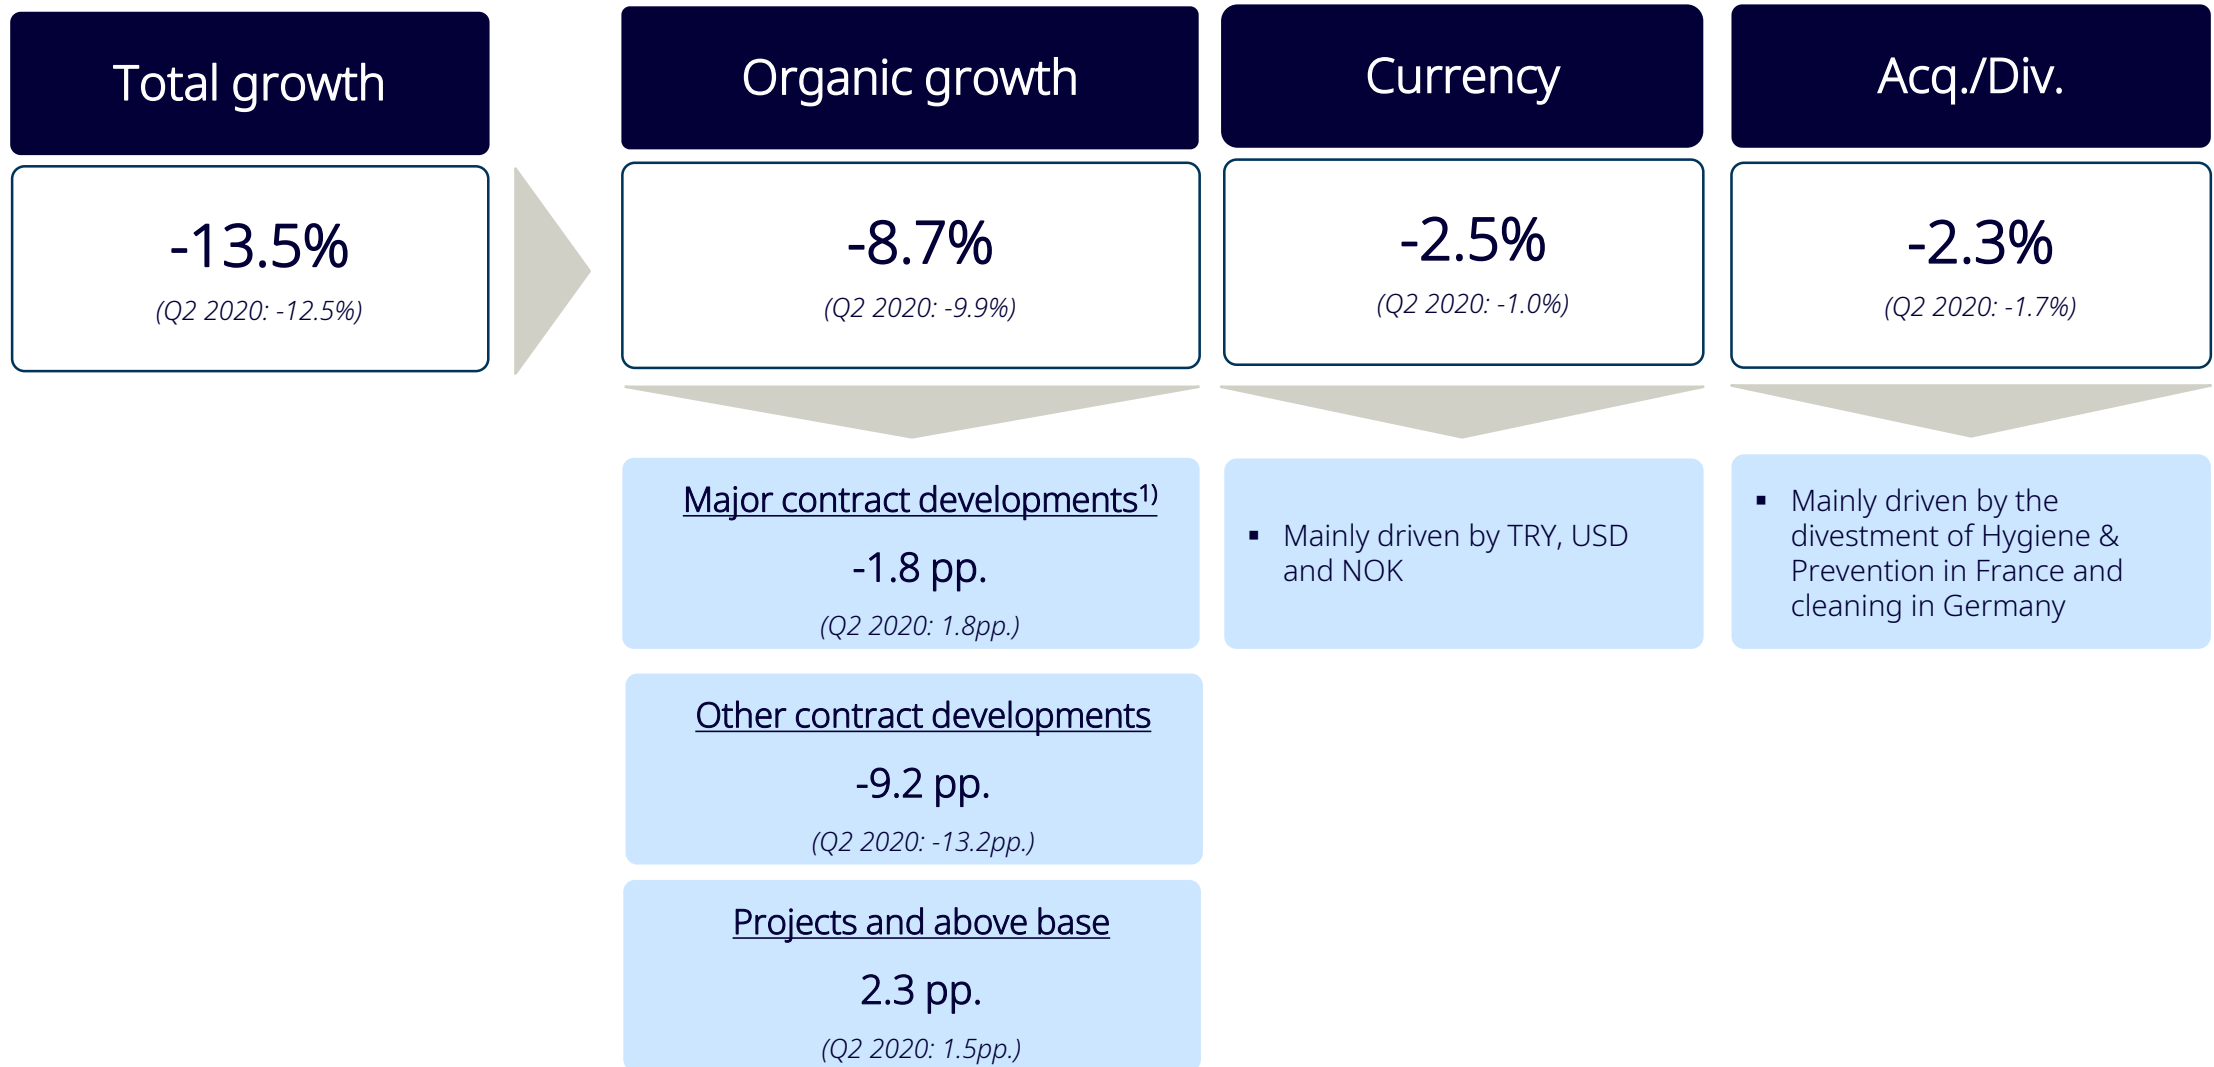 Total growth
-13.5%
(Q2 2020: -12.5%)
Organic growth
-8.7%
(Q2 2020: -9.9%)
Major contract developments¹⁾
-1.8 pp.
(Q2 2020: 1.8pp.)
Other contract developments
-9.2 pp.
(Q2 2020: -13.2pp.)
Projects and above base
2.3 pp.
(Q2 2020: 1.5pp.)
Currency
-2.5%
(Q2 2020: -1.0%)
▪ Mainly driven by TRY, USD
and NOK
Acq./Div.
-2.3%
(Q2 2020: -1.7%)
▪ Mainly driven by the
divestment of Hygiene &
Prevention in France and
cleaning in Germany